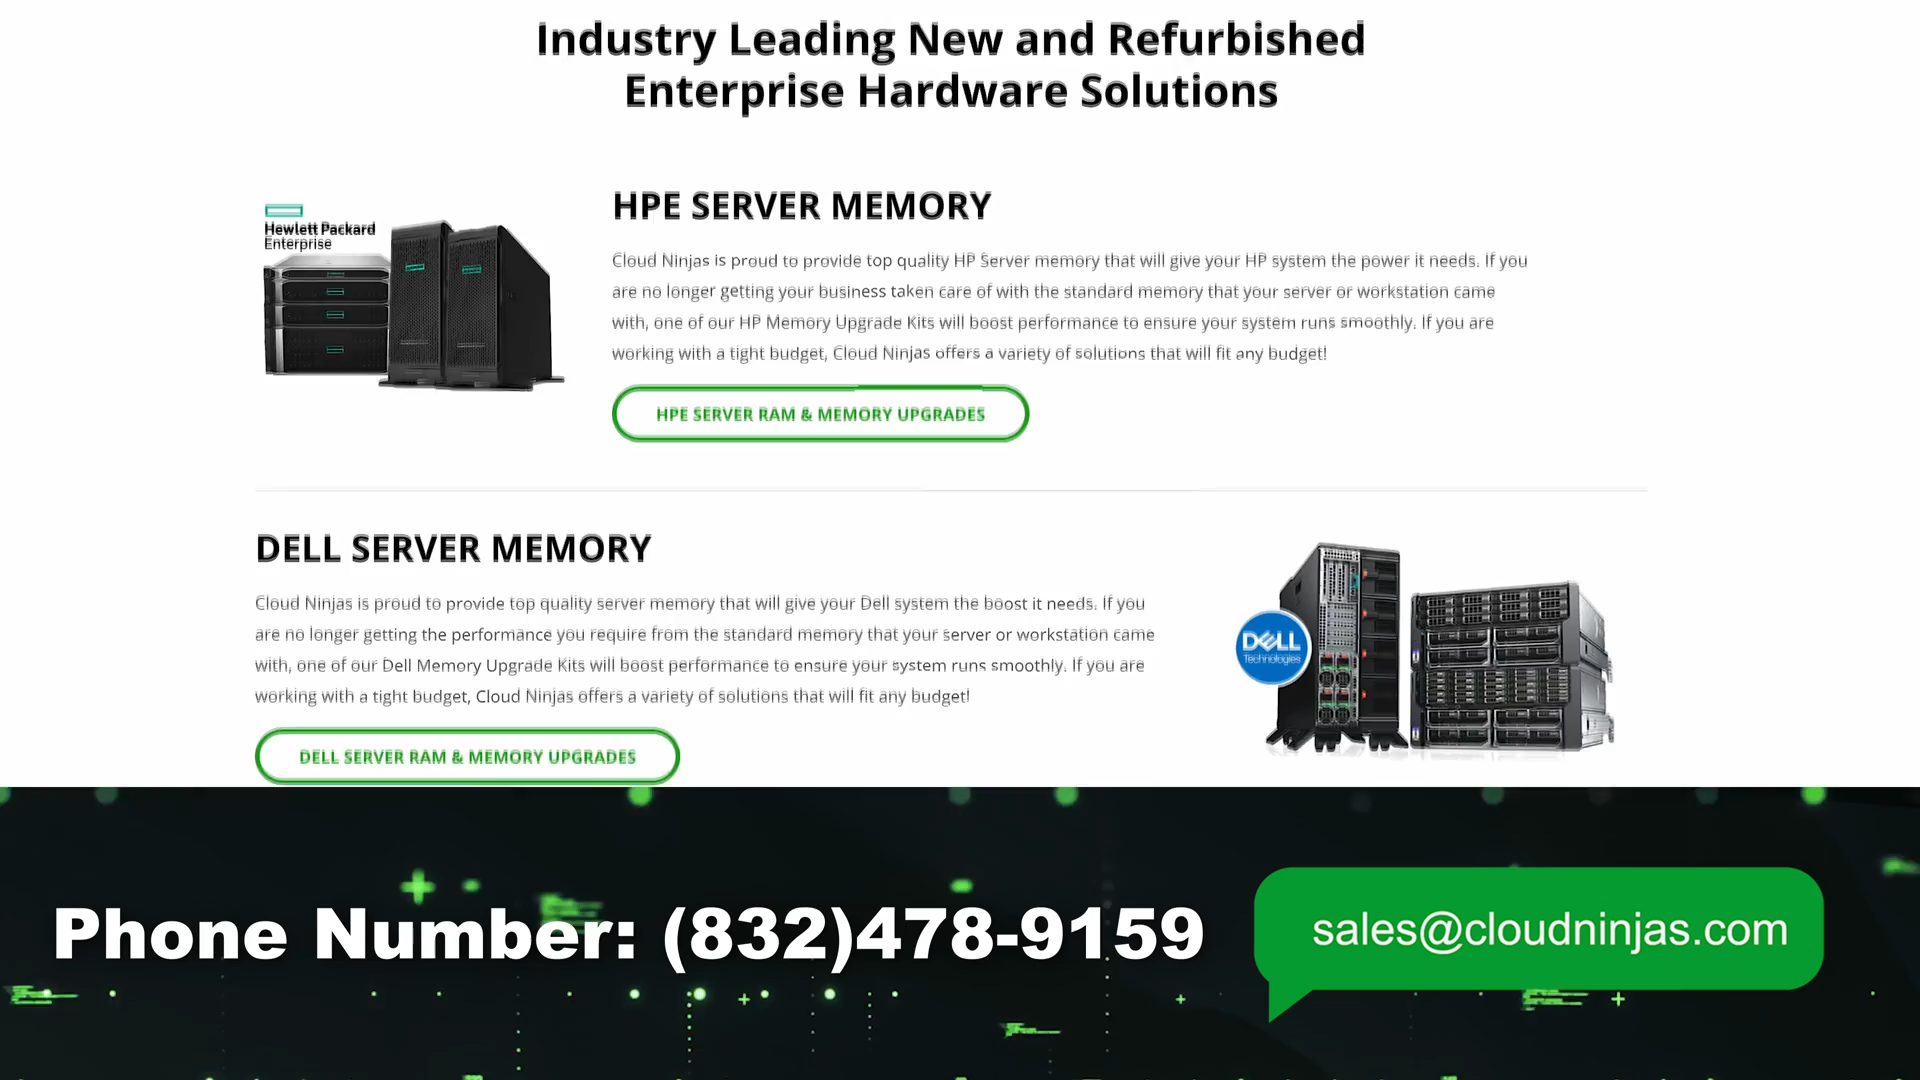 Industry Leading New and Refurbished
Enterprise Hardware Solutions
Hewlett Packard
Enterprise
HPE SERVER MEMORY
Cloud Ninjas is proud to provide top quality HP Server memory that will give your HP system the power it needs. If you
are no longer getting your business taken care of with the standard memory that your server or workstation came
with, one of our HP Memory Upgrade Kits will boost performance to ensure your system runs smoothly. If you are
working with a tight budget, Cloud Ninjas offers a variety of solutions that will fit any budget!
HPE SERVER RAM & MEMORY UPGRADES
DELL SERVER MEMORY
Cloud Ninjas is proud to provide top quality server memory that will give your Dell system the boost it needs. If you
are no longer getting the performance you require from the standard memory that your server or workstation came
with, one of our Dell Memory Upgrade Kits will boost performance to ensure your system runs smoothly. If you are
working with a tight budget, Cloud Ninjas offers a variety of solutions that will fit any budget!
DELL
Technologies
DELL SERVER RAM & MEMORY UPGRADES
Phone Number: (832)478-9159
sales@cloudninjas.com